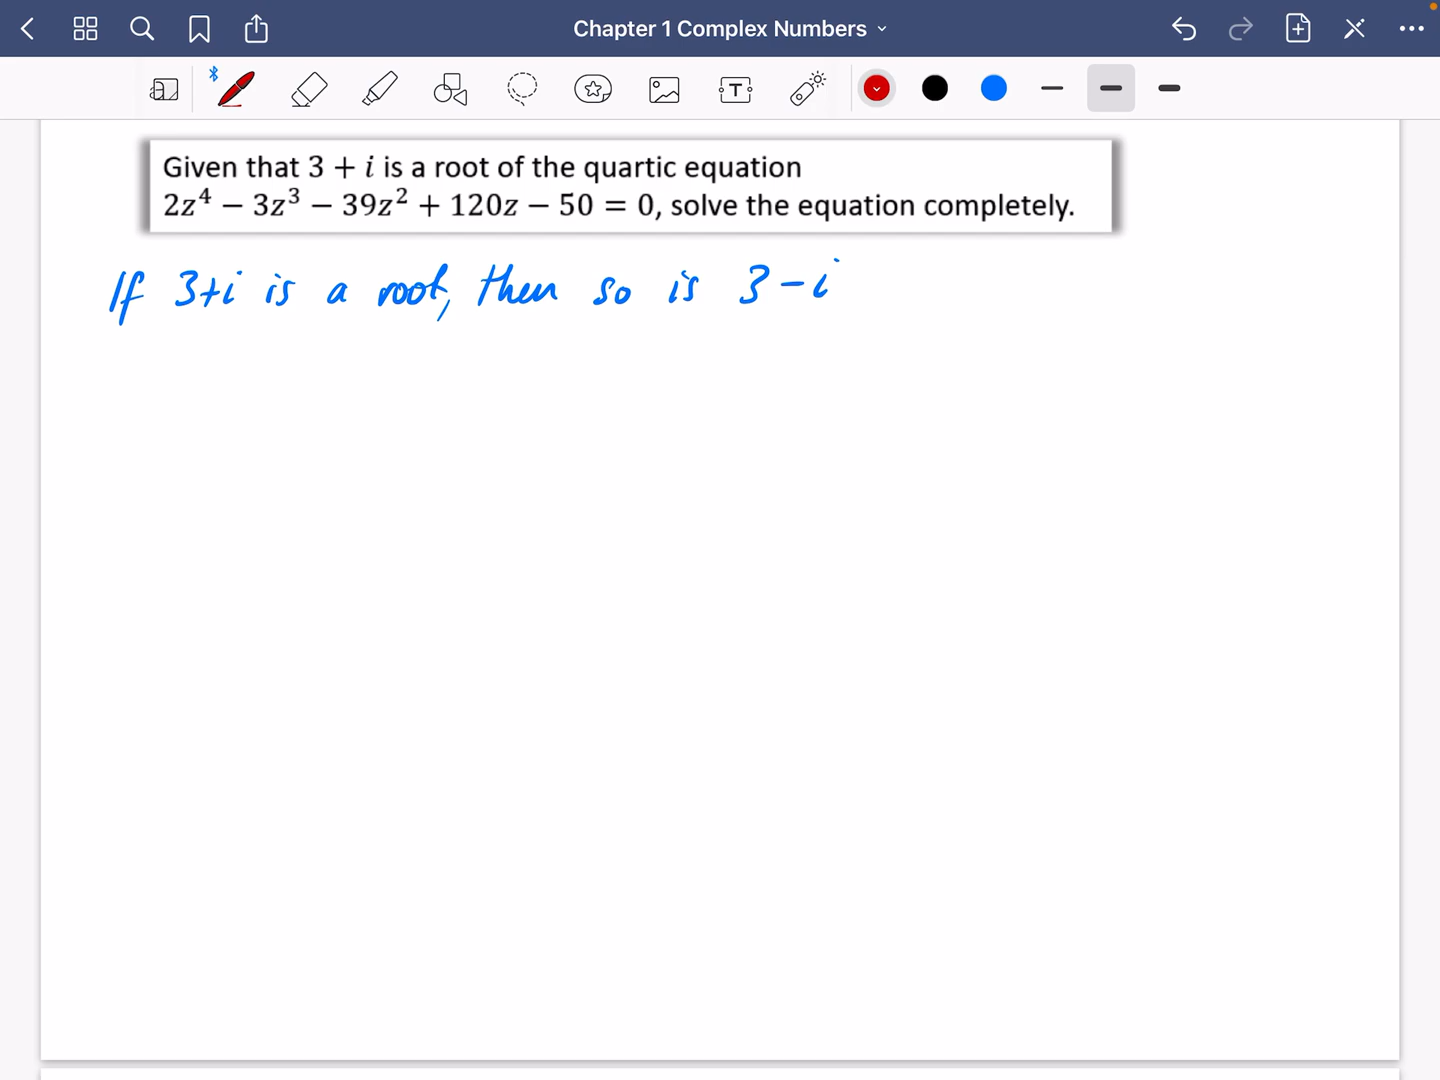 Chapter 1 Complex Numbers
Given that 3 + i is a root of the quartic equation
2z⁴ − 3z³ − 39z² + 120z − 50 = 0, solve the equation completely.
If 3+i is a root, then so is 3 − i